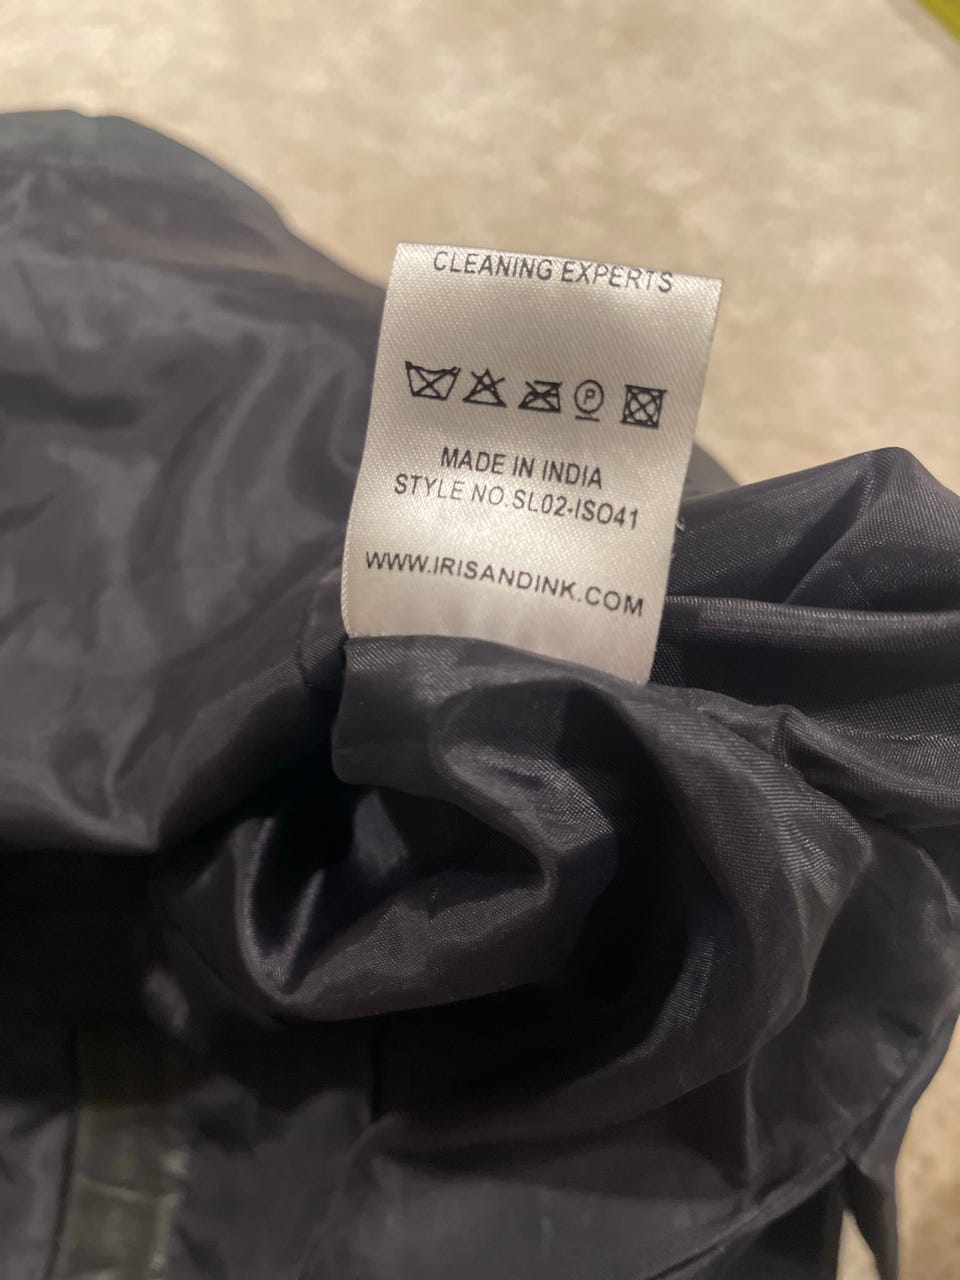 CLEANING EXPERTS
P
MADE IN INDIA
STYLE NO.SL02-ISO41
WWW.IRISANDINK.COM